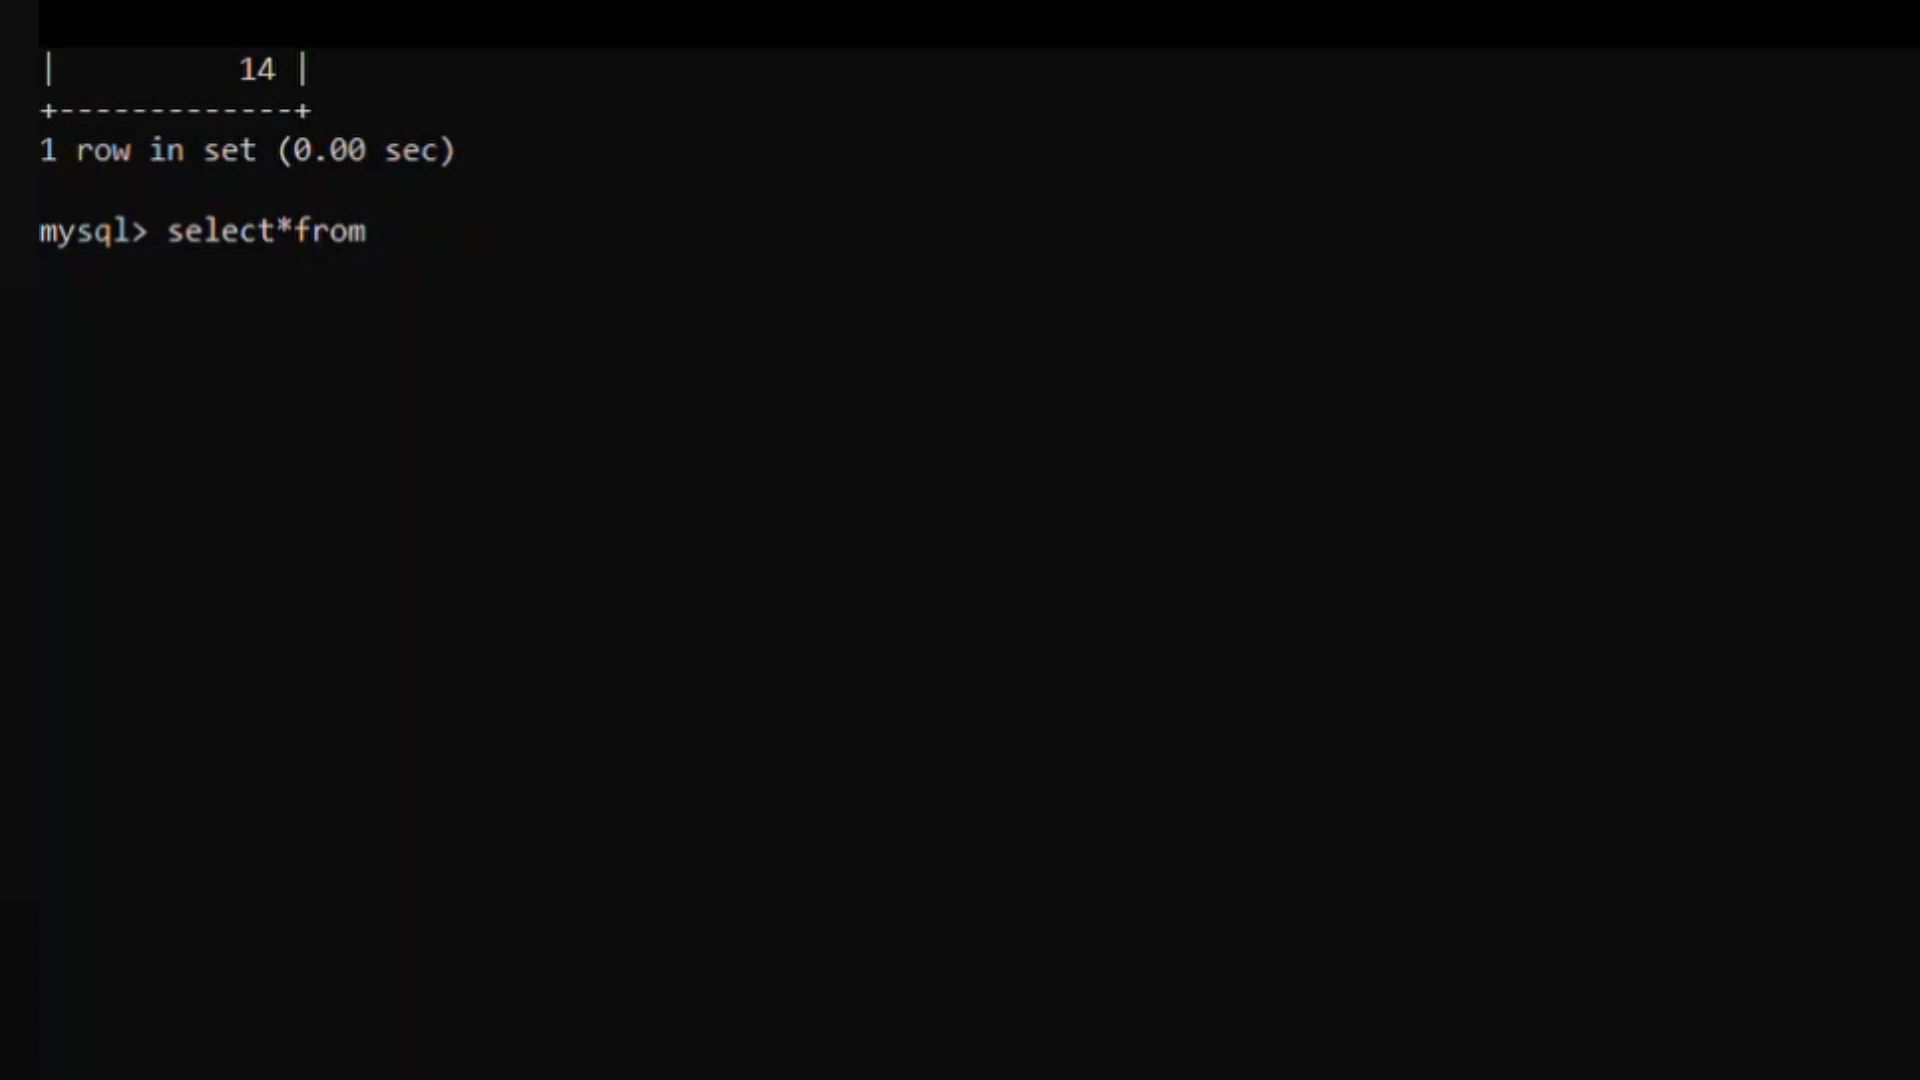 |          14 |
+-------------+
1 row in set (0.00 sec)
mysql> select*from